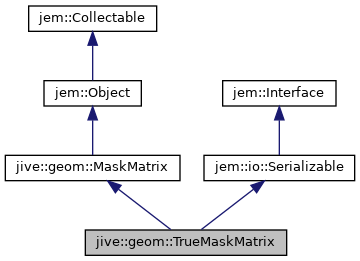 jem::Collectable
jem::Object
jem::Interface
jive::geom::MaskMatrix
jem::io::Serializable
jive::geom::TrueMaskMatrix